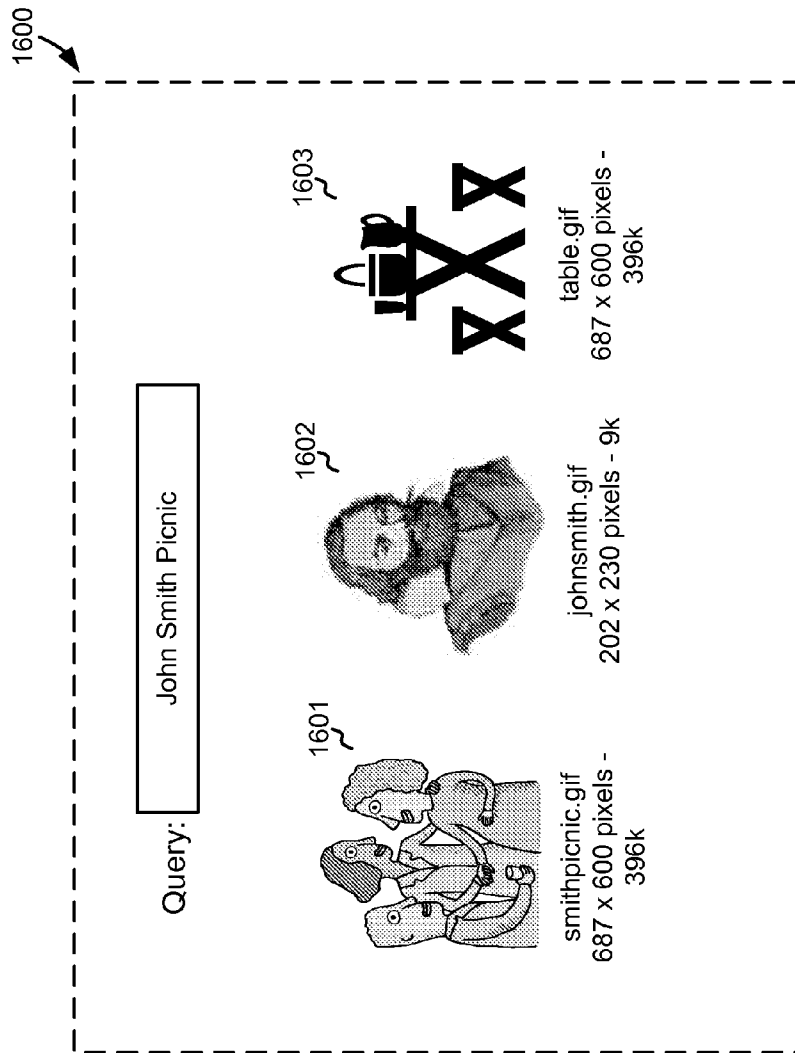 1600
Query: John Smith Picnic
1601
1602
1603
smithpicnic.gif
687 x 600 pixels -
396k
johnsmith.gif
202 x 230 pixels - 9k
table.gif
687 x 600 pixels -
396k